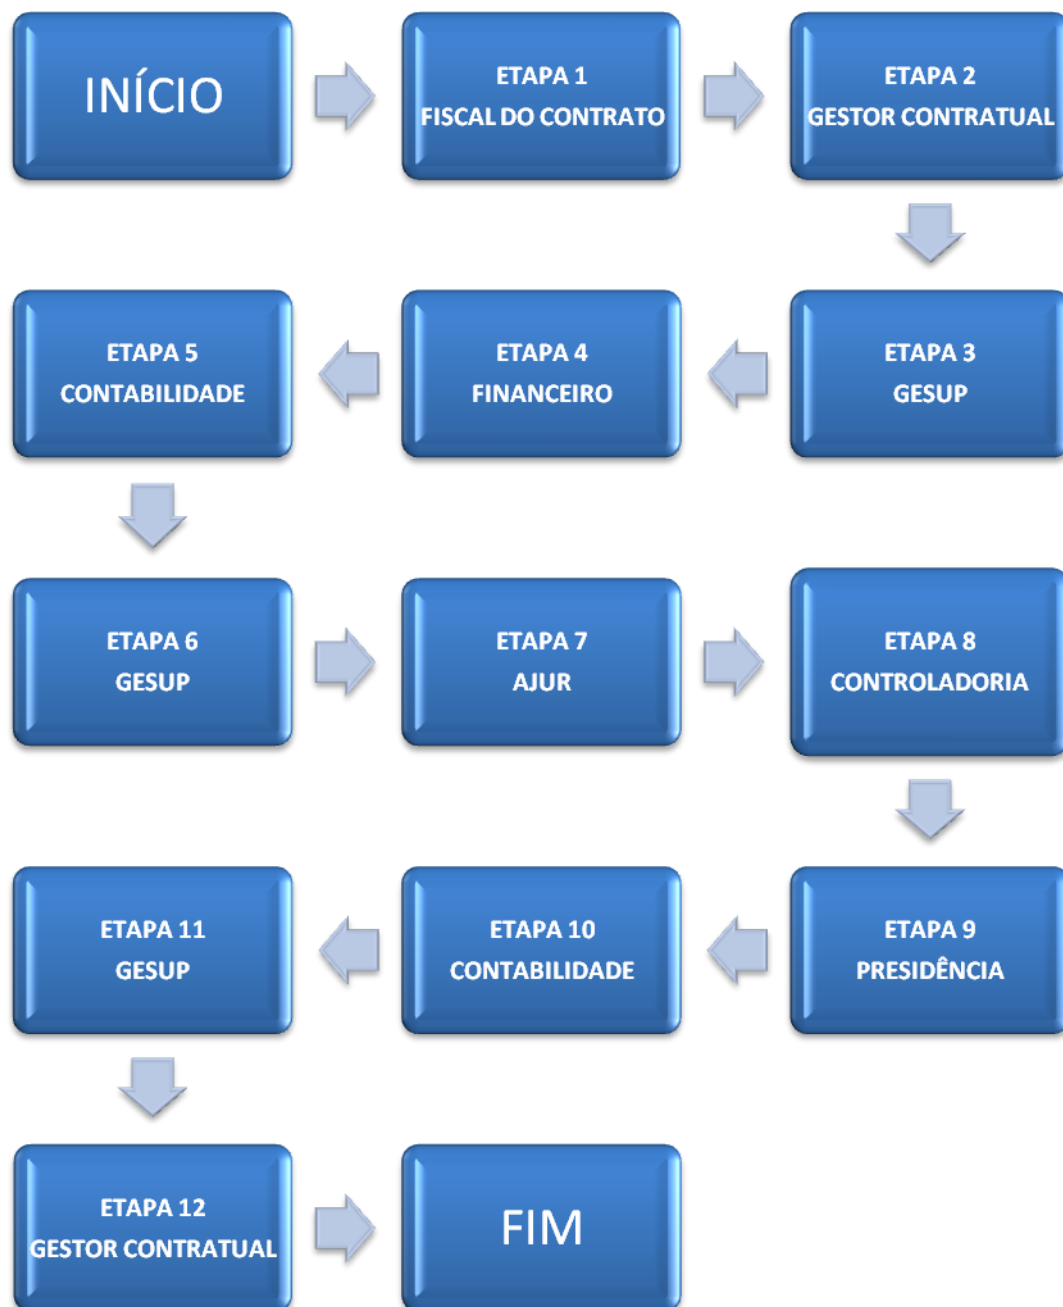 INÍCIO
ETAPA 1
FISCAL DO CONTRATO
ETAPA 2
GESTOR CONTRATUAL
ETAPA 3
GESUP
ETAPA 4
FINANCEIRO
ETAPA 5
CONTABILIDADE
ETAPA 6
GESUP
ETAPA 7
AJUR
ETAPA 8
CONTROLADORIA
ETAPA 9
PRESIDÊNCIA
ETAPA 10
CONTABILIDADE
ETAPA 11
GESUP
ETAPA 12
GESTOR CONTRATUAL
FIM